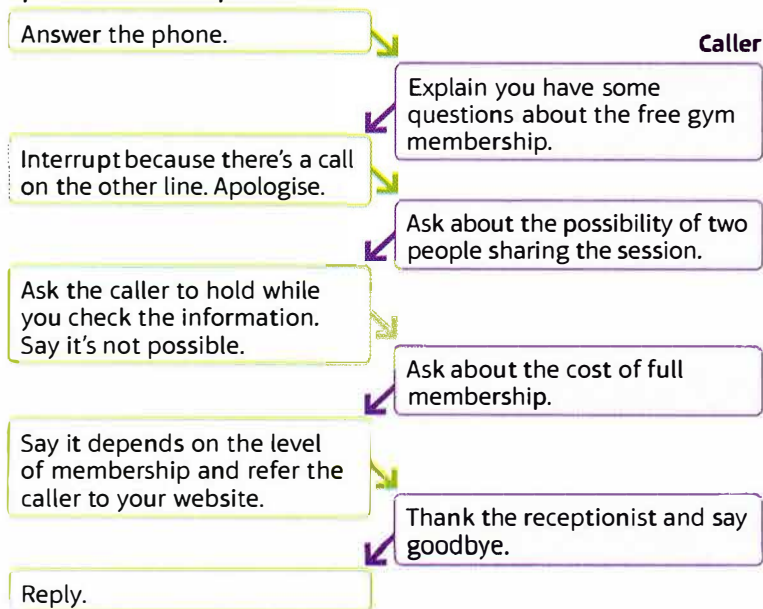 Answer the phone.
Caller
Explain you have some
questions about the free gym
membership.
Interrupt because there's a call
on the other line. Apologise.
Ask about the possibility of two
people sharing the session.
Ask the caller to hold while
you check the information.
Say it's not possible.
Ask about the cost of full
membership.
Say it depends on the level
of membership and refer the
caller to your website.
Thank the receptionist and say
goodbye.
Reply.